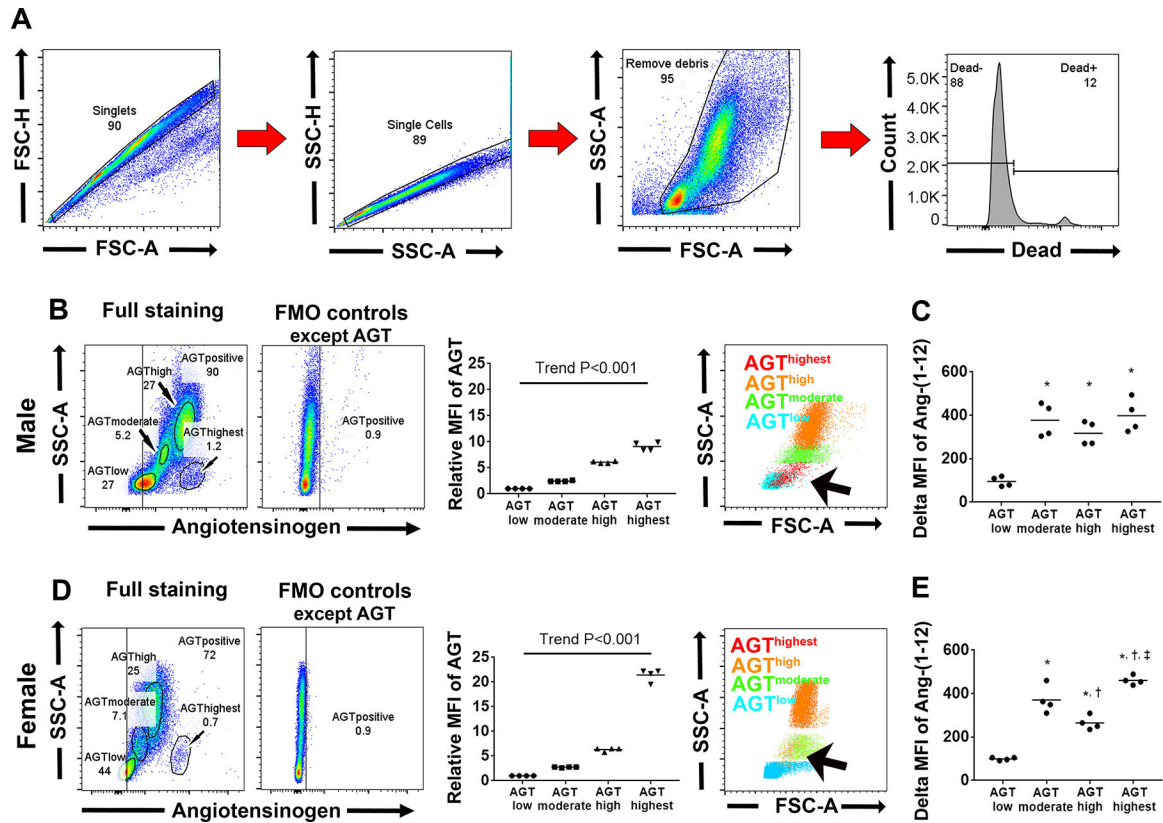 A
FSC-H
Singlets
90
FSC-A
SSC-H
Single Cells
89
SSC-A
SSC-A
Remove debris
95
FSC-A
Count
Dead-
88
Dead+
12
5.0K
4.0K
3.0K
2.0K
1.0K
0
Dead
B
Male
Full staining
SSC-A
AGTpositive
90
AGThigh
27
AGTmoderate
5.2
AGThighest
1.2
AGTlow
27
FMO controls
except AGT
AGTpositive
0.9
Angiotensinogen
Relative MFI of AGT
25
20
15
10
5
0
Trend P<0.001
AGT low
AGT moderate
AGT high
AGT highest
SSC-A
AGThighest
AGThigh
AGTmoderate
AGTlow
FSC-A
C
Delta MFI of Ang-(1-12)
600
400
200
0
* * *
AGT low
AGT moderate
AGT high
AGT highest
D
Female
Full staining
SSC-A
AGTpositive
72
AGThigh
25
AGTmoderate
7.1
AGThighest
0.7
AGTlow
44
FMO controls
except AGT
AGTpositive
0.9
Angiotensinogen
Relative MFI of AGT
25
20
15
10
5
0
Trend P<0.001
AGT low
AGT moderate
AGT high
AGT highest
SSC-A
AGThighest
AGThigh
AGTmoderate
AGTlow
FSC-A
E
Delta MFI of Ang-(1-12)
600
400
200
0
*
*, †
*, †, ‡
AGT low
AGT moderate
AGT high
AGT highest